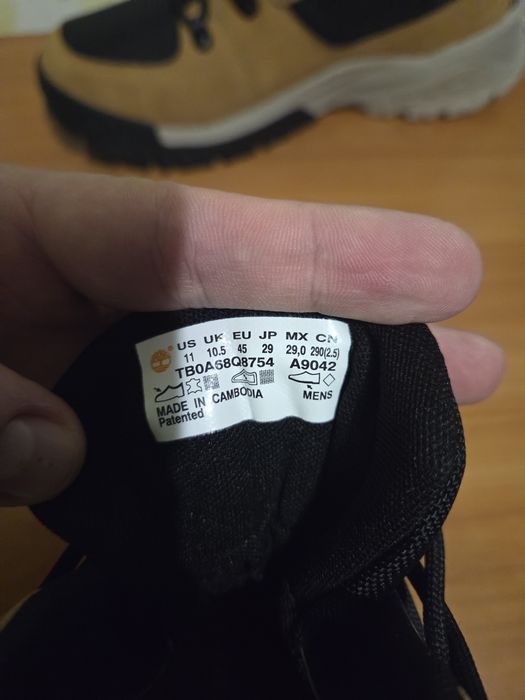 US UK EU JP MX CN
11 10.5 45 29 29,0 290(2.5)
TB0A68Q8754 A9042
MADE IN CAMBODIA MENS
Patented